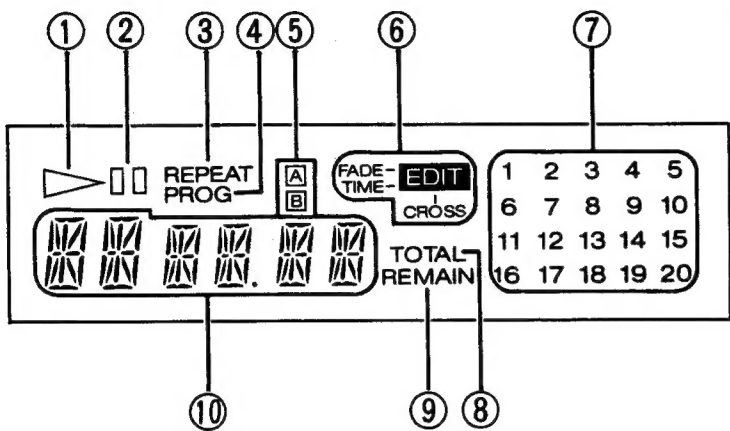 ① ② ③ ④ ⑤ ⑥ ⑦
REPEAT
PROG
A
B
FADE-
TIME-
EDIT
CROSS
1 2 3 4 5
6 7 8 9 10
11 12 13 14 15
16 17 18 19 20
TOTAL
REMAIN
⑩ ⑨ ⑧